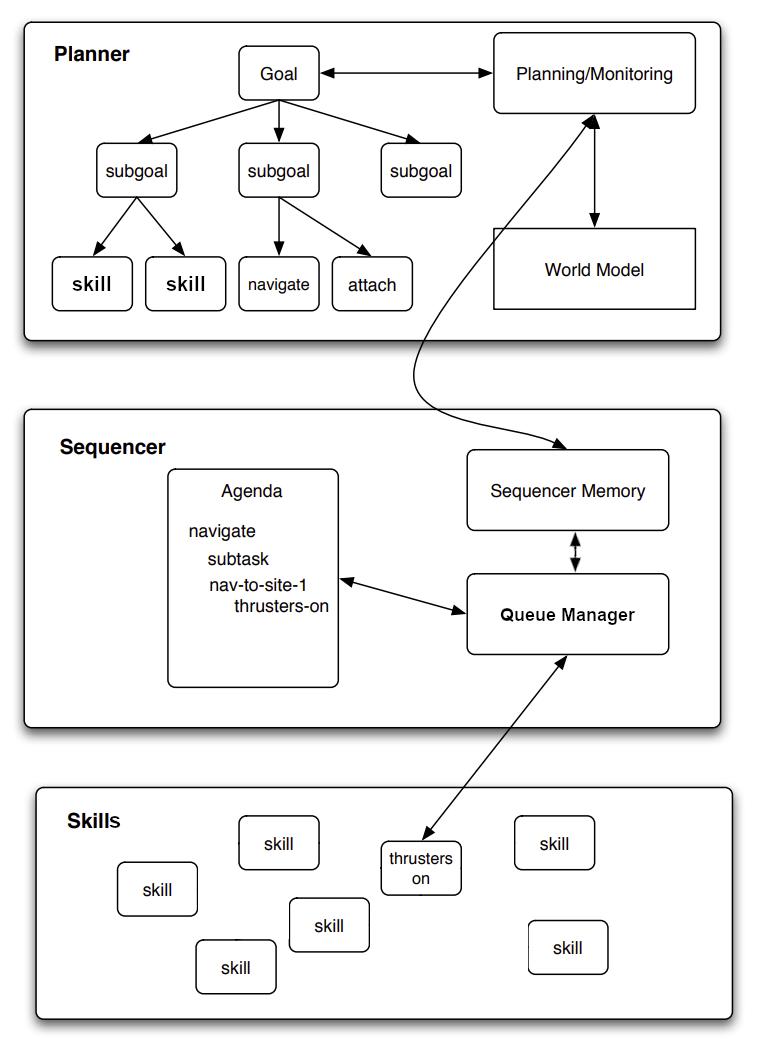 Planner
Goal
Planning/Monitoring
subgoal
subgoal
subgoal
skill
skill
navigate
attach
World Model
Sequencer
Agenda
navigate
subtask
nav-to-site-1
thrusters-on
Sequencer Memory
Queue Manager
Skills
skill
thrusters
on
skill
skill
skill
skill
skill